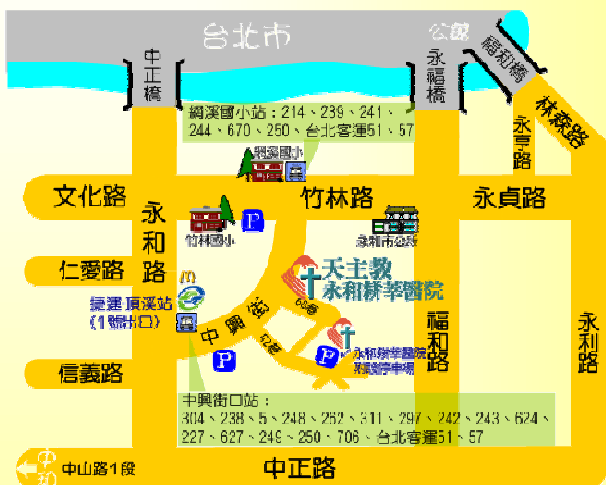 台北市
公館
中正橋
永福橋
福和橋
林森路
永亨路
網溪國小站：214、239、241、
244、670、250、台北客運51、57
網溪國小
文化路
永和路
竹林路
永貞路
竹林國小
P
永和市公所
仁愛路
天主教
永和耕莘醫院
捷運頂溪站
(1號出口)
中興街
P
P
永和耕莘醫院
福和路
永利路
信義路
中興街口站：
304、238、5、248、262、311、297、242、243、624、
227、627、249、250、706、台北客運51、57
中和
中山路1段
中正路